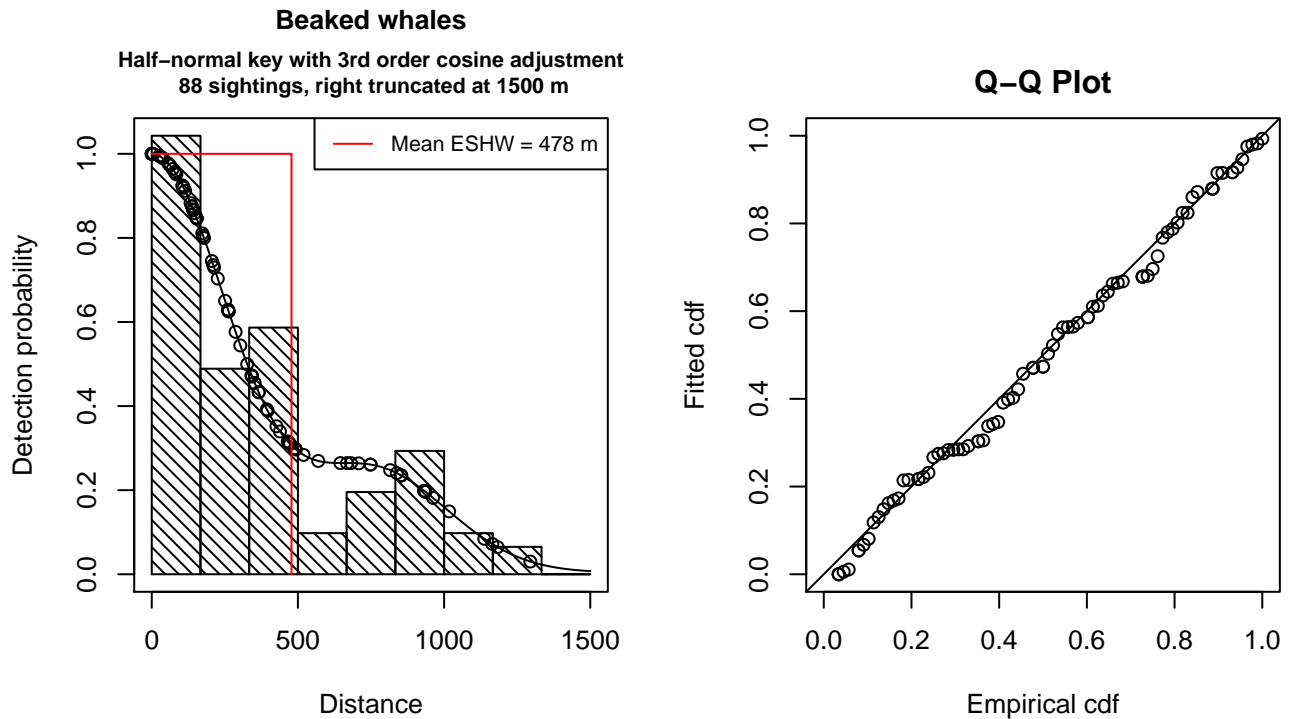 Beaked whales
Half−normal key with 3rd order cosine adjustment
88 sightings, right truncated at 1500 m
Mean ESHW = 478 m
Detection probability
0.0 0.2 0.4 0.6 0.8 1.0
0 500 1000 1500
Distance
Q−Q Plot
Fitted cdf
0.0 0.2 0.4 0.6 0.8 1.0
0.0 0.2 0.4 0.6 0.8 1.0
Empirical cdf